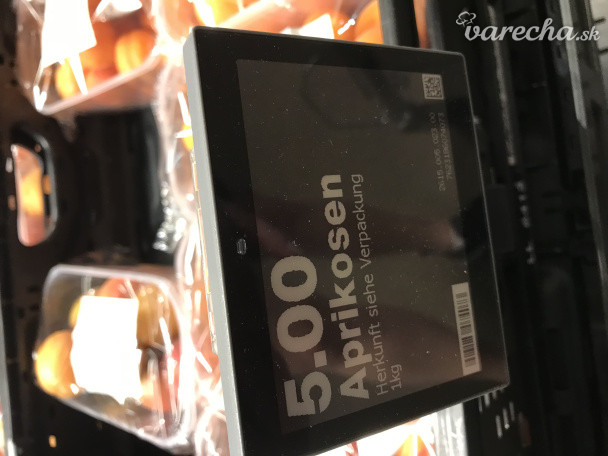 varecha.sk
5.00
Aprikosen
Herkunft siehe Verpackung
1kg